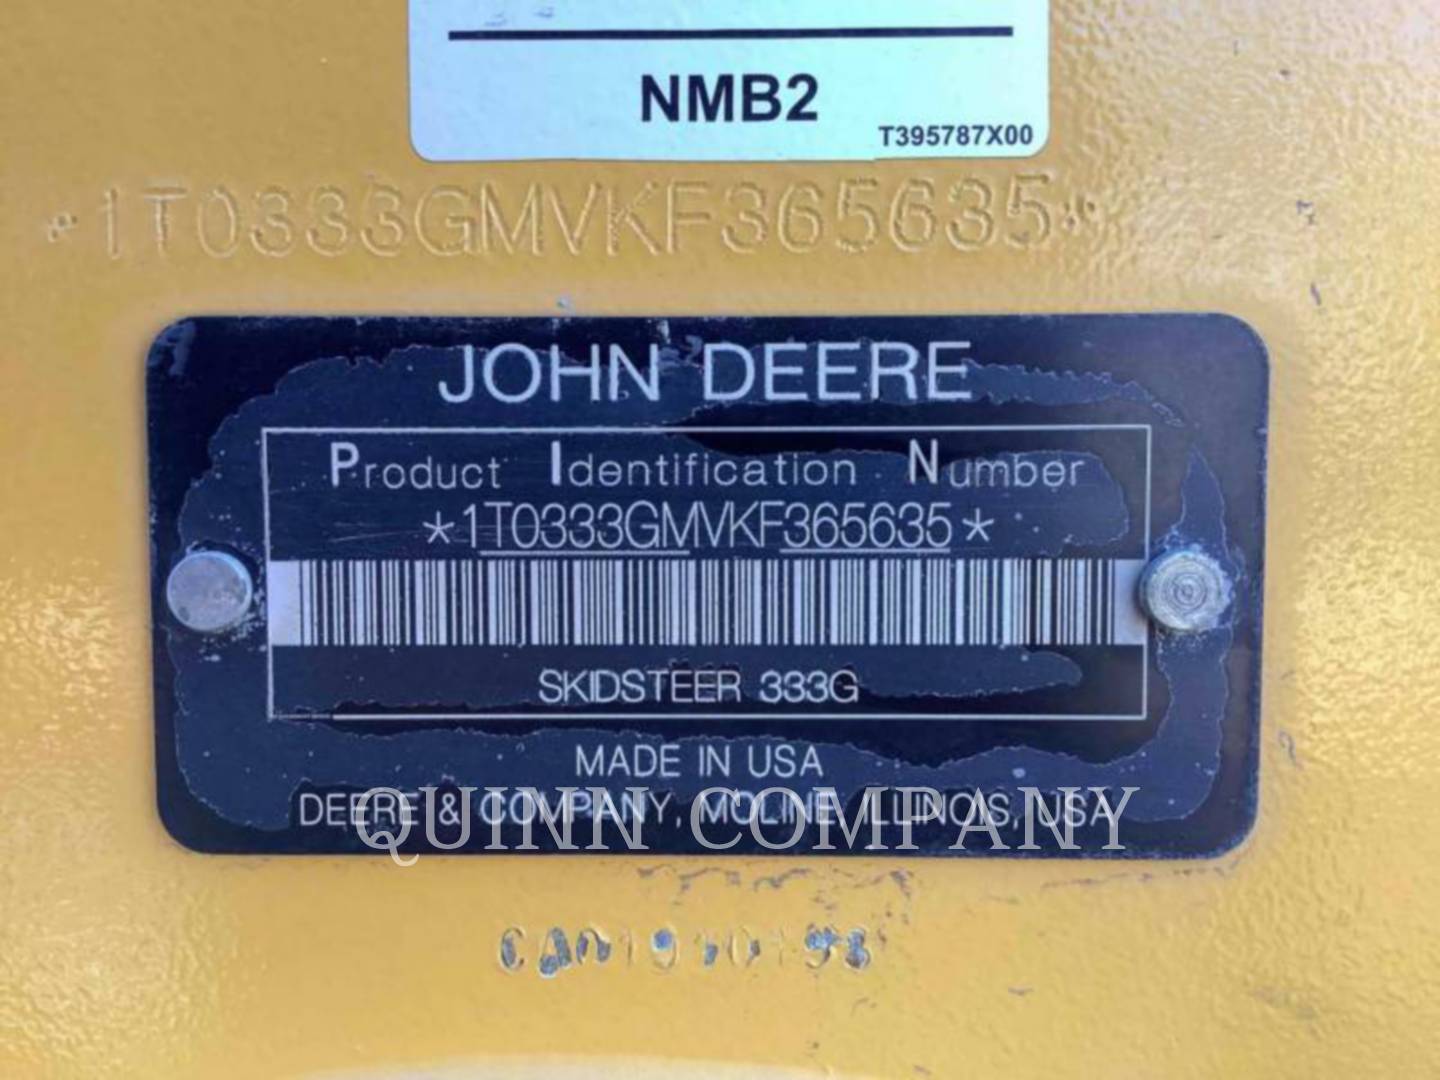 NMB2
T395787X00
*1T0333GMVKF365635*
JOHN DEERE
Product Identification Number
*1T0333GMVKF365635*
SKIDSTEER 333G
MADE IN USA
DEERE & COMPANY, MOLINE, ILLINOIS, USA
QUINN COMPANY